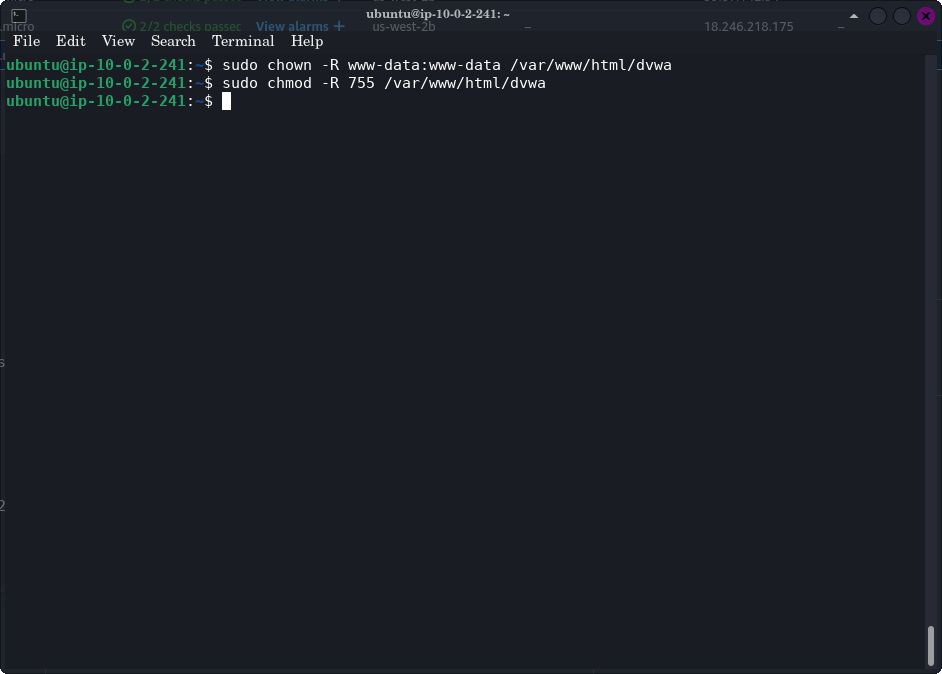 ubuntu@ip-10-0-2-241: ~
.micro 2/2 checks passec View alarms + us-west-2b – 18.246.218.175 –
File Edit View Search Terminal Help
ubuntu@ip-10-0-2-241:~$ sudo chown -R www-data:www-data /var/www/html/dvwa
ubuntu@ip-10-0-2-241:~$ sudo chmod -R 755 /var/www/html/dvwa
ubuntu@ip-10-0-2-241:~$
s
2